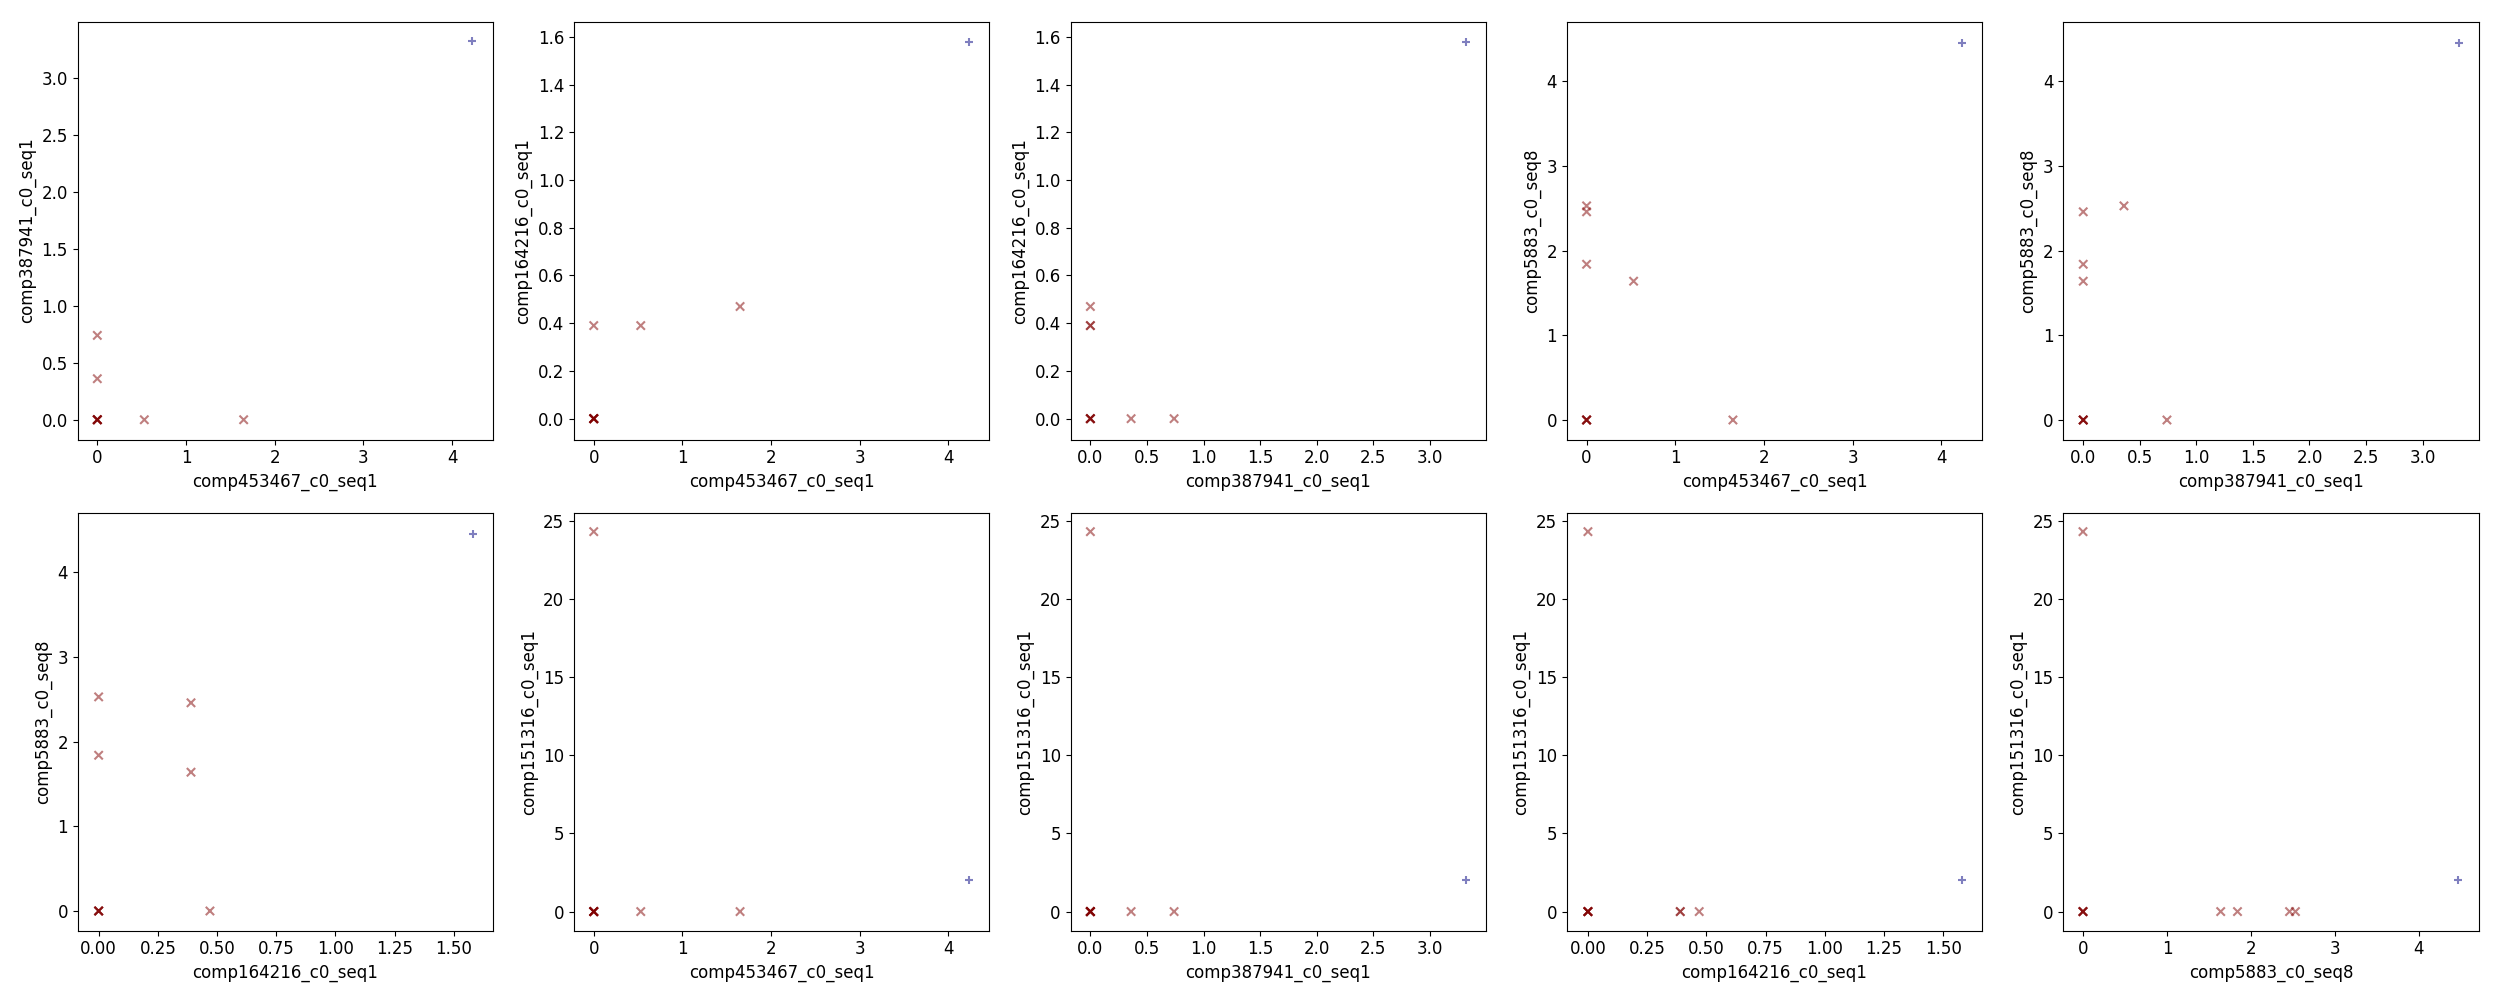 comp387941_c0_seq1
3.0
2.5
2.0
1.5
1.0
0.5
0.0
0 1 2 3 4
comp453467_c0_seq1
comp164216_c0_seq1
1.6
1.4
1.2
1.0
0.8
0.6
0.4
0.2
0.0
0 1 2 3 4
comp453467_c0_seq1
comp164216_c0_seq1
1.6
1.4
1.2
1.0
0.8
0.6
0.4
0.2
0.0
0.0 0.5 1.0 1.5 2.0 2.5 3.0
comp387941_c0_seq1
comp5883_c0_seq8
4
3
2
1
0
0 1 2 3 4
comp453467_c0_seq1
comp5883_c0_seq8
4
3
2
1
0
0.0 0.5 1.0 1.5 2.0 2.5 3.0
comp387941_c0_seq1
comp5883_c0_seq8
4
3
2
1
0
0.00 0.25 0.50 0.75 1.00 1.25 1.50
comp164216_c0_seq1
comp151316_c0_seq1
25
20
15
10
5
0
0 1 2 3 4
comp453467_c0_seq1
comp151316_c0_seq1
25
20
15
10
5
0
0.0 0.5 1.0 1.5 2.0 2.5 3.0
comp387941_c0_seq1
comp151316_c0_seq1
25
20
15
10
5
0
0.00 0.25 0.50 0.75 1.00 1.25 1.50
comp164216_c0_seq1
comp151316_c0_seq1
25
20
15
10
5
0
0 1 2 3 4
comp5883_c0_seq8